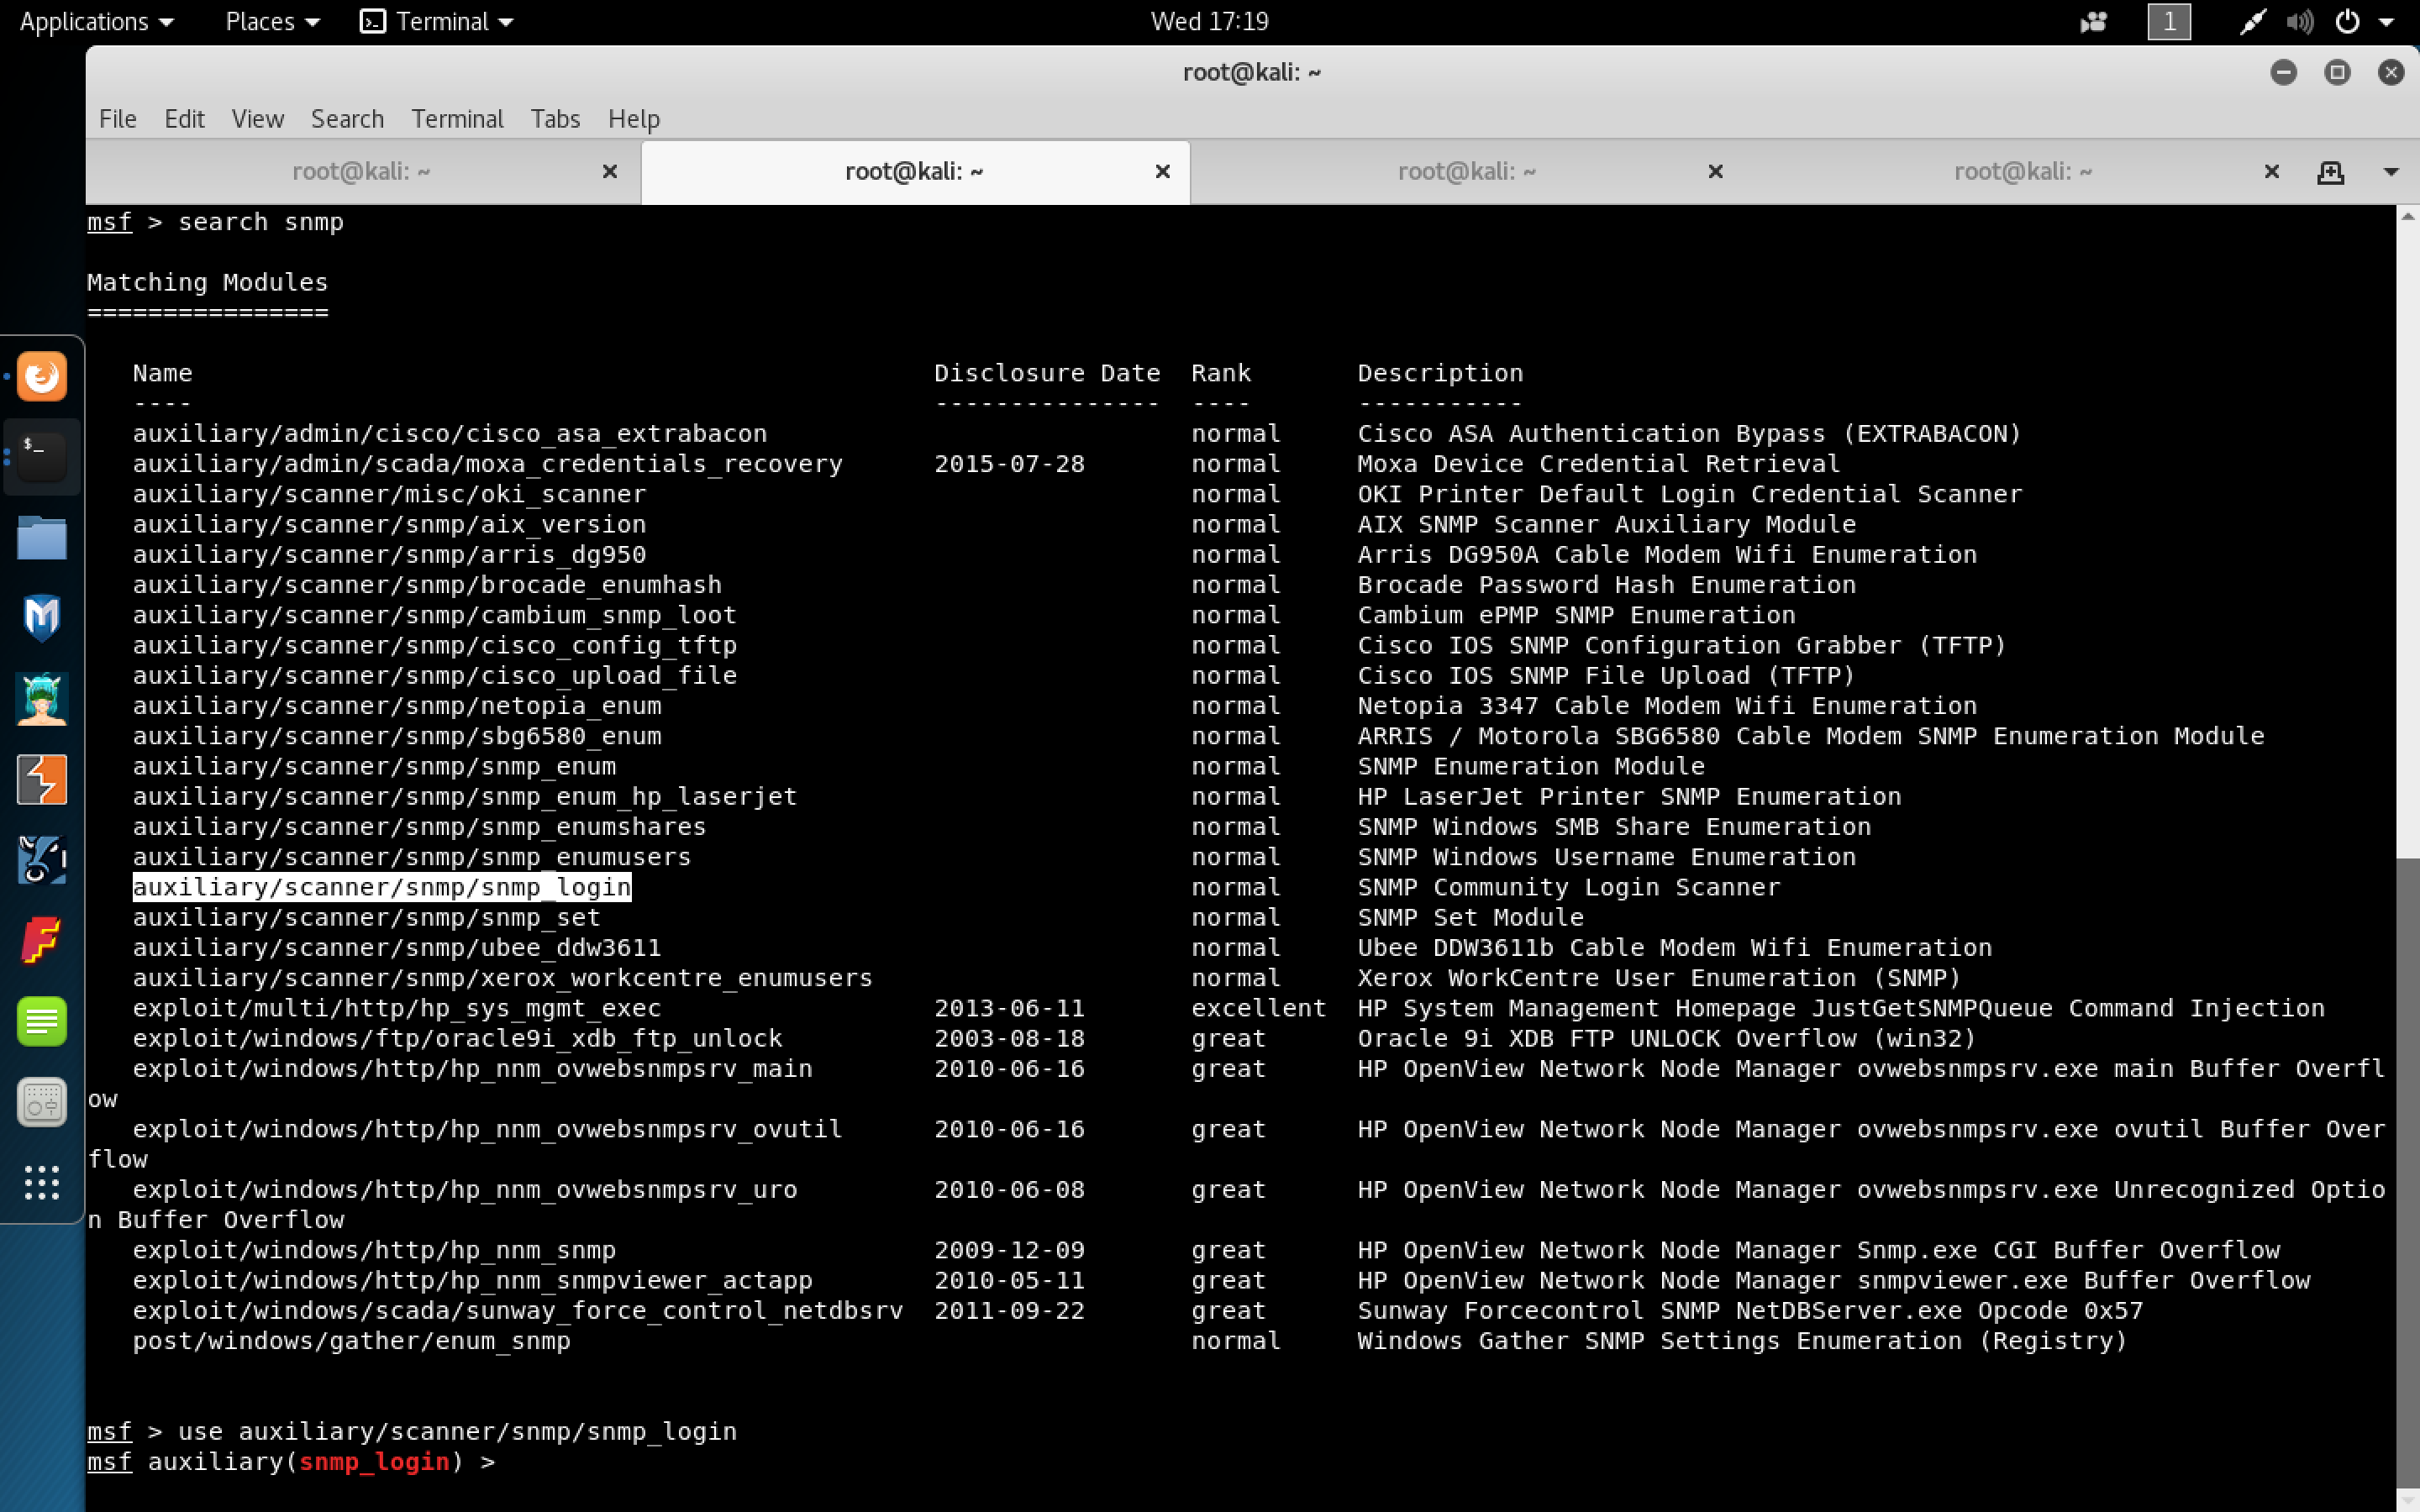 Applications Places Terminal Wed 17:19 1
root@kali: ~
File Edit View Search Terminal Tabs Help
root@kali: ~ root@kali: ~ root@kali: ~ root@kali: ~
msf > search snmp
Matching Modules
================
Name Disclosure Date Rank Description
---- --------------- ---- -----------
auxiliary/admin/cisco/cisco_asa_extrabacon normal Cisco ASA Authentication Bypass (EXTRABACON)
auxiliary/admin/scada/moxa_credentials_recovery 2015-07-28 normal Moxa Device Credential Retrieval
auxiliary/scanner/misc/oki_scanner normal OKI Printer Default Login Credential Scanner
auxiliary/scanner/snmp/aix_version normal AIX SNMP Scanner Auxiliary Module
auxiliary/scanner/snmp/arris_dg950 normal Arris DG950A Cable Modem Wifi Enumeration
auxiliary/scanner/snmp/brocade_enumhash normal Brocade Password Hash Enumeration
auxiliary/scanner/snmp/cambium_snmp_loot normal Cambium ePMP SNMP Enumeration
auxiliary/scanner/snmp/cisco_config_tftp normal Cisco IOS SNMP Configuration Grabber (TFTP)
auxiliary/scanner/snmp/cisco_upload_file normal Cisco IOS SNMP File Upload (TFTP)
auxiliary/scanner/snmp/netopia_enum normal Netopia 3347 Cable Modem Wifi Enumeration
auxiliary/scanner/snmp/sbg6580_enum normal ARRIS / Motorola SBG6580 Cable Modem SNMP Enumeration Module
auxiliary/scanner/snmp/snmp_enum normal SNMP Enumeration Module
auxiliary/scanner/snmp/snmp_enum_hp_laserjet normal HP LaserJet Printer SNMP Enumeration
auxiliary/scanner/snmp/snmp_enumshares normal SNMP Windows SMB Share Enumeration
auxiliary/scanner/snmp/snmp_enumusers normal SNMP Windows Username Enumeration
auxiliary/scanner/snmp/snmp_login normal SNMP Community Login Scanner
auxiliary/scanner/snmp/snmp_set normal SNMP Set Module
auxiliary/scanner/snmp/ubee_ddw3611 normal Ubee DDW3611b Cable Modem Wifi Enumeration
auxiliary/scanner/snmp/xerox_workcentre_enumusers normal Xerox WorkCentre User Enumeration (SNMP)
exploit/multi/http/hp_sys_mgmt_exec 2013-06-11 excellent HP System Management Homepage JustGetSNMPQueue Command Injection
exploit/windows/ftp/oracle9i_xdb_ftp_unlock 2003-08-18 great Oracle 9i XDB FTP UNLOCK Overflow (win32)
exploit/windows/http/hp_nnm_ovwebsnmpsrv_main 2010-06-16 great HP OpenView Network Node Manager ovwebsnmpsrv.exe main Buffer Overfl
ow
exploit/windows/http/hp_nnm_ovwebsnmpsrv_ovutil 2010-06-16 great HP OpenView Network Node Manager ovwebsnmpsrv.exe ovutil Buffer Over
flow
exploit/windows/http/hp_nnm_ovwebsnmpsrv_uro 2010-06-08 great HP OpenView Network Node Manager ovwebsnmpsrv.exe Unrecognized Optio
n Buffer Overflow
exploit/windows/http/hp_nnm_snmp 2009-12-09 great HP OpenView Network Node Manager Snmp.exe CGI Buffer Overflow
exploit/windows/http/hp_nnm_snmpviewer_actapp 2010-05-11 great HP OpenView Network Node Manager snmpviewer.exe Buffer Overflow
exploit/windows/scada/sunway_force_control_netdbsrv 2011-09-22 great Sunway Forcecontrol SNMP NetDBServer.exe Opcode 0x57
post/windows/gather/enum_snmp normal Windows Gather SNMP Settings Enumeration (Registry)
msf > use auxiliary/scanner/snmp/snmp_login
msf auxiliary(snmp_login) >